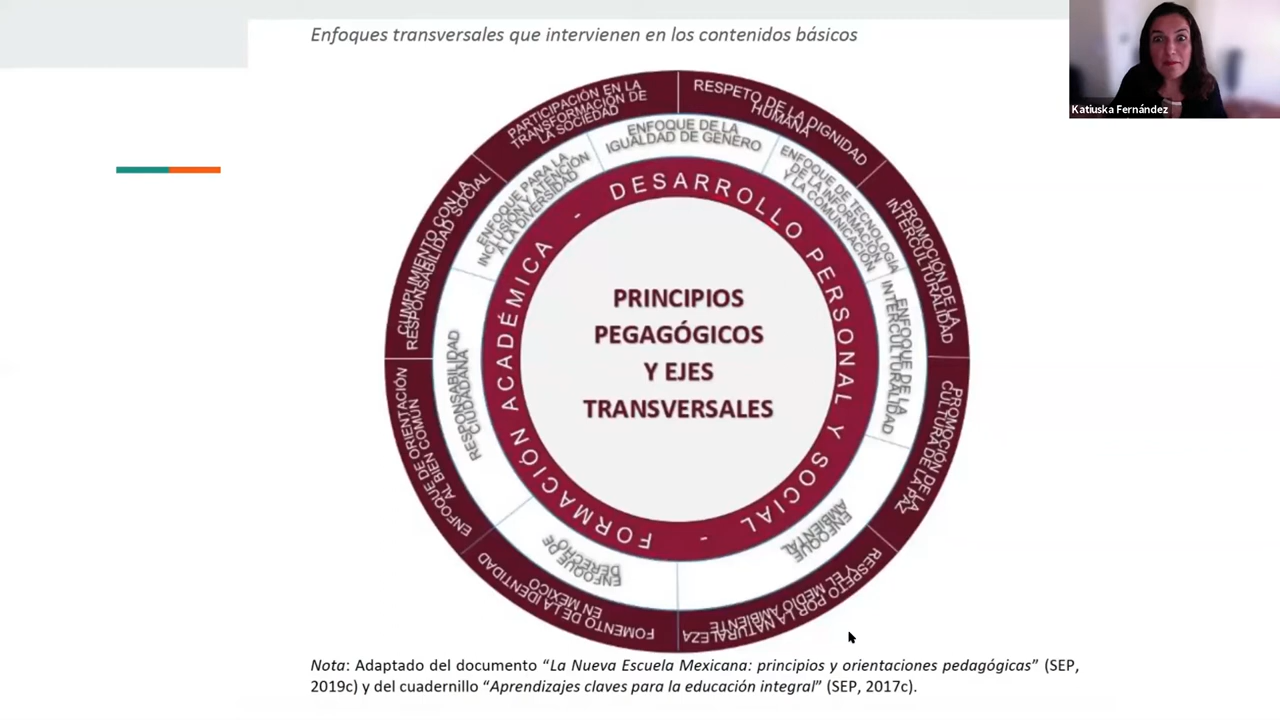 Enfoques transversales que intervienen en los contenidos básicos
Katiuska Fernández
PARTICIPACIÓN EN LA
TRANSFORMACIÓN DE
LA SOCIEDAD
RESPETO DE LA DIGNIDAD
HUMANA
PROMOCIÓN DE LA
INTERCULTURALIDAD
PROMOCIÓN DE LA
CULTURA DE LA PAZ
RESPETO POR LA NATURALEZA
Y EL MEDIO AMBIENTE
FOMENTO DE LA IDENTIDAD
EN MEXICO
ENFOQUE DE ORIENTACIÓN
AL BIEN COMÚN
CUMPLIMIENTO CON LA
RESPONSABILIDAD SOCIAL
ENFOQUE DE LA
IGUALDAD DE GÉNERO
ENFOQUE DE TECNOLOGÍA
DE LA INFORMACIÓN
Y LA COMUNICACIÓN
ENFOQUE DE LA
INTERCULTURALIDAD
ENFOQUE
AMBIENTAL
ENFOQUE DE
DERECHO
RESPONSABILIDAD
CIUDADANA
ENFOQUE PARA LA
INCLUSIÓN Y ATENCIÓN
A LA DIVERSIDAD
- DESARROLLO PERSONAL Y SOCIAL
- FORMACIÓN ACADÉMICA
PRINCIPIOS
PEGAGÓGICOS
Y EJES
TRANSVERSALES
Nota: Adaptado del documento “La Nueva Escuela Mexicana: principios y orientaciones pedagógicas” (SEP,
2019c) y del cuadernillo “Aprendizajes claves para la educación integral” (SEP, 2017c).